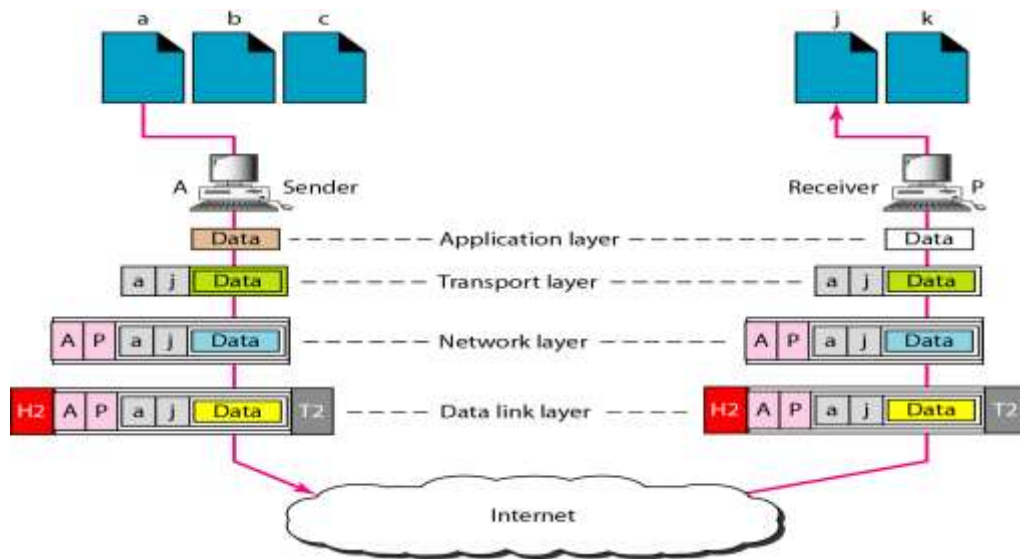 a b c j k
A Sender Receiver P
Data Application layer Data
a j Data Transport layer a j Data
A P a j Data Network layer A P a j Data
H2 A P a j Data T2 Data link layer H2 A P a j Data T2
Internet